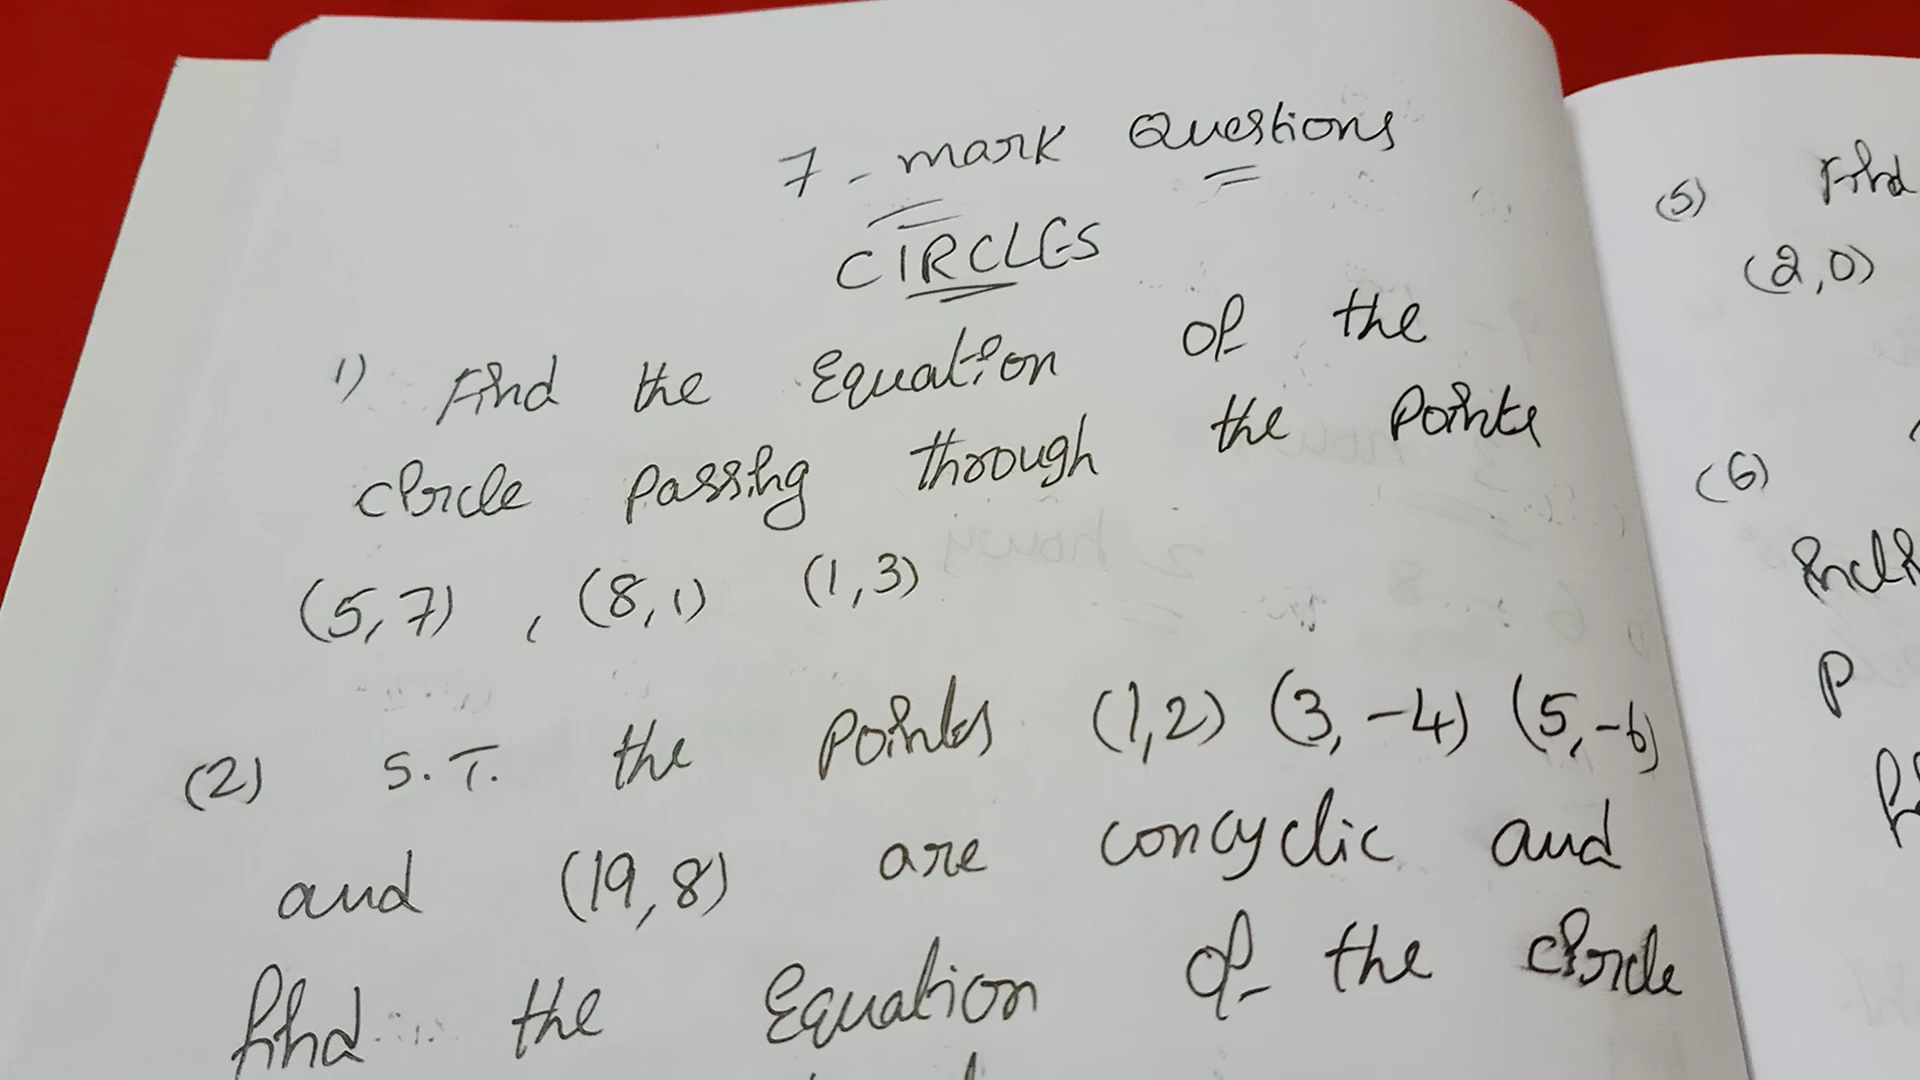 7 - mark Questions
CIRCLES
1) Find the Equation of the
circle passing through the points
(5,7) , (8,1) (1,3)
(2) S.T. the points (1,2) (3,-4) (5,-6)
and (19,8) are concyclic and
find the Equation of the circle
(5) Find
(2,0)
(6)
P